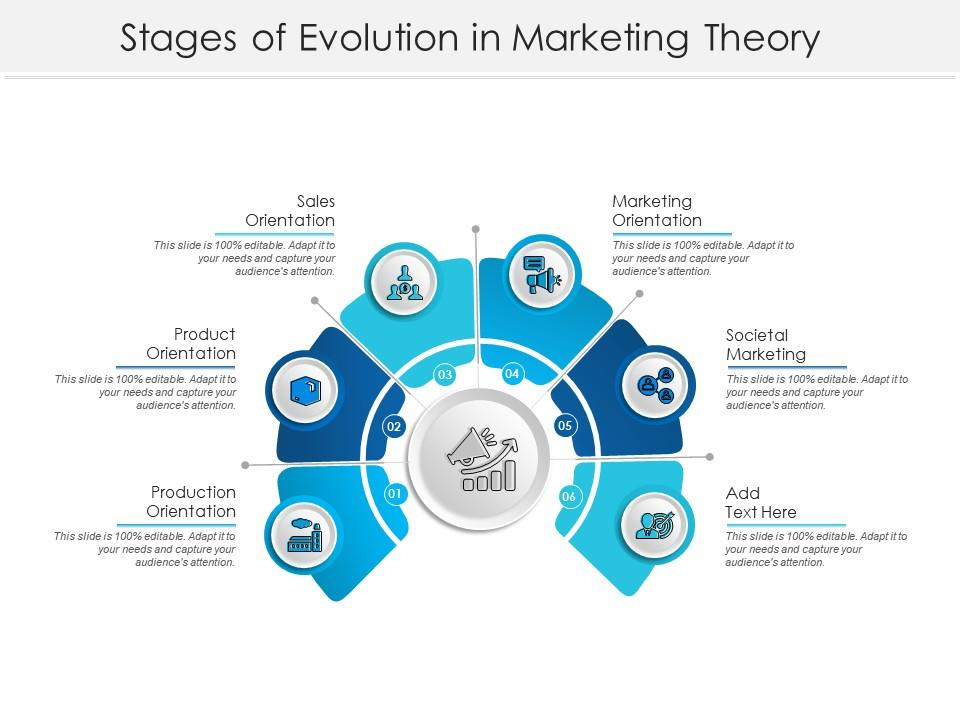 Stages of Evolution in Marketing Theory
Production
Orientation
This slide is 100% editable. Adapt it to
your needs and capture your
audience's attention.
01
Product
Orientation
This slide is 100% editable. Adapt it to
your needs and capture your
audience's attention.
02
Sales
Orientation
This slide is 100% editable. Adapt it to
your needs and capture your
audience's attention.
03
$
Marketing
Orientation
This slide is 100% editable. Adapt it to
your needs and capture your
audience's attention.
04
Societal
Marketing
This slide is 100% editable. Adapt it to
your needs and capture your
audience's attention.
05
Add
Text Here
This slide is 100% editable. Adapt it to
your needs and capture your
audience's attention.
06